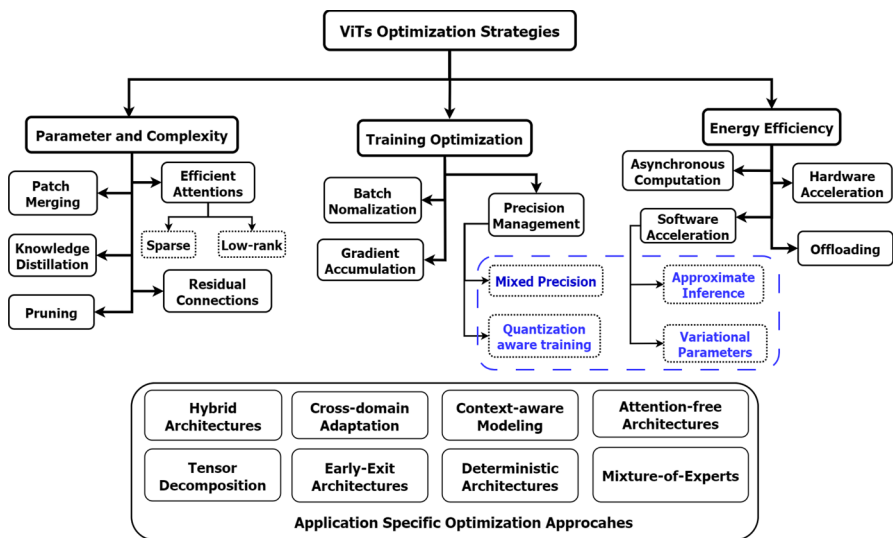 ViTs Optimization Strategies
Parameter and Complexity
Training Optimization
Energy Efficiency
Patch
Merging
Efficient
Attentions
Sparse
Low-rank
Knowledge
Distillation
Residual
Connections
Pruning
Batch
Nomalization
Precision
Management
Gradient
Accumulation
Mixed Precision
Quantization
aware training
Asynchronous
Computation
Hardware
Acceleration
Software
Acceleration
Offloading
Approximate
Inference
Variational
Parameters
Hybrid
Architectures
Cross-domain
Adaptation
Context-aware
Modeling
Attention-free
Architectures
Tensor
Decomposition
Early-Exit
Architectures
Deterministic
Architectures
Mixture-of-Experts
Application Specific Optimization Approcahes